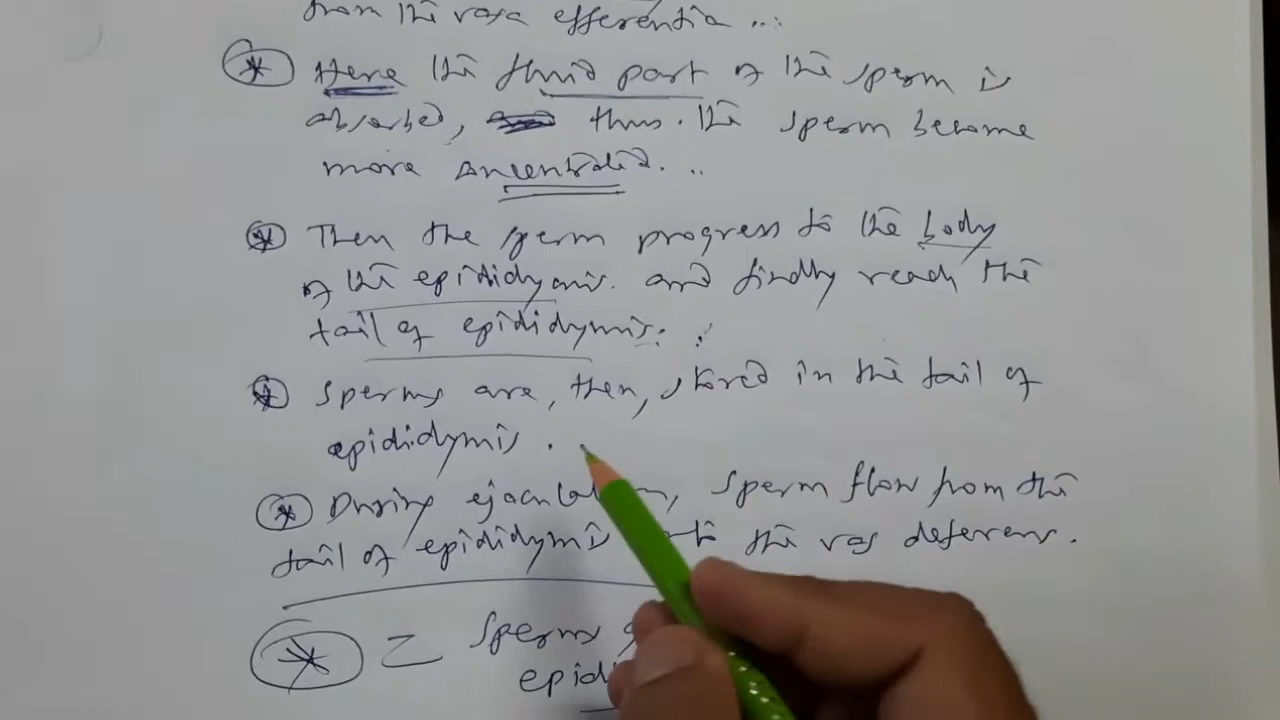 from the vasa efferentia ...
* Here the fluid part of the sperm is
absorbed, thus. the sperm become
more concentrated. ..
* Then the sperm progress to the body
of the epididymis. and finally reach the
tail of epididymis. :
* Sperms are, then, stored in the tail of
epididymis.
* During sperm flow from the
tail of epididymis the vas deferens.
* Sperms